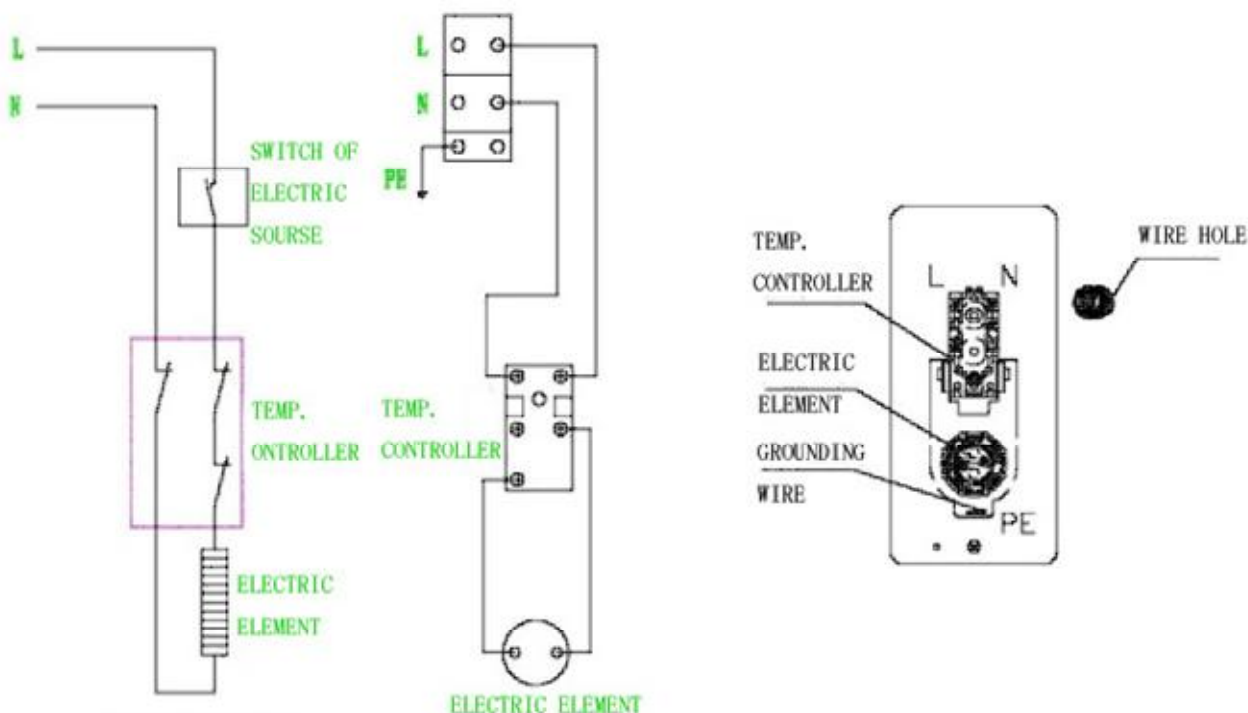 L
N
SWITCH OF
ELECTRIC
SOURSE
TEMP.
ONTROLLER
ELECTRIC
ELEMENT
L
N
PE
TEMP.
CONTROLLER
ELECTRIC ELEMENT
TEMP.
CONTROLLER
ELECTRIC
ELEMENT
GROUNDING
WIRE
L N
PE
WIRE HOLE